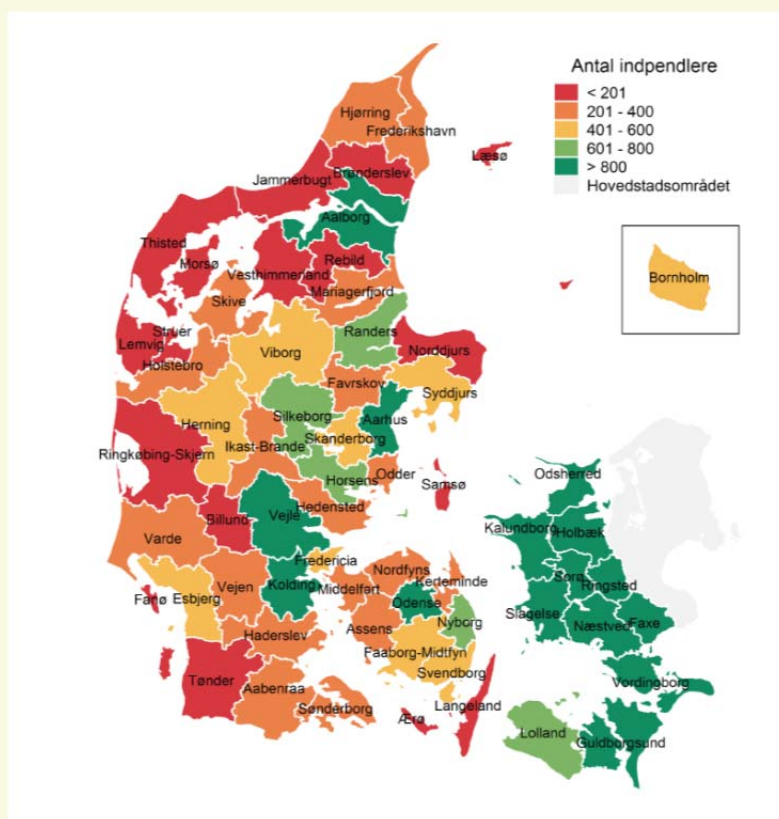 Antal indpendlere
< 201
201 - 400
401 - 600
601 - 800
> 800
Hovedstadsområdet
Hjørring
Frederikshavn
Læsø
Brønderslev
Jammerbugt
Aalborg
Thisted
Morsø
Rebild
Vesthimmerland
Mariagerfjord
Bornholm
Skive
Struer
Randers
Lemvig
Viborg
Norddjurs
Holstebro
Favrskov
Syddjurs
Silkeborg
Aarhus
Herning
Skanderborg
Ikast-Brande
Ringkøbing-Skjern
Odder
Horsens
Samsø
Odsherred
Hedensted
Billund
Vejle
Kalundborg
Holbæk
Varde
Fredericia
Nordfyns
Sorø
Ringsted
Kolding
Vejen
Middelfart
Kerteminde
Fanø
Esbjerg
Odense
Slagelse
Nyborg
Næstved
Faxe
Haderslev
Assens
Faaborg-Midtfyn
Svendborg
Tønder
Vordingborg
Aabenraa
Langeland
Sønderborg
Ærø
Lolland
Guldborgsund